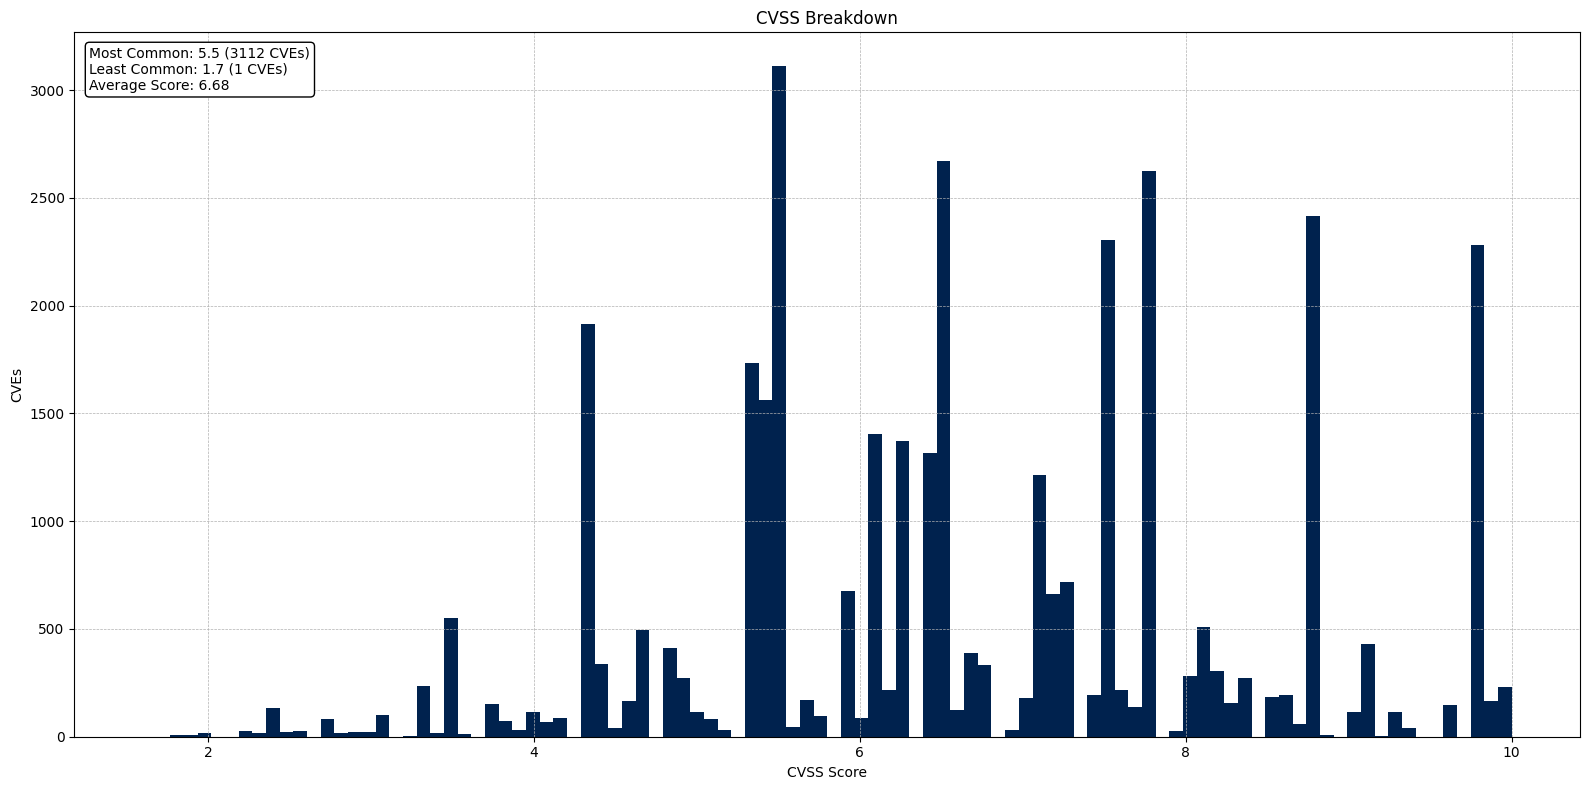 CVSS Breakdown
Most Common: 5.5 (3112 CVEs)
Least Common: 1.7 (1 CVEs)
Average Score: 6.68
3000
2500
2000
1500
1000
500
0
CVEs
2 4 6 8 10
CVSS Score